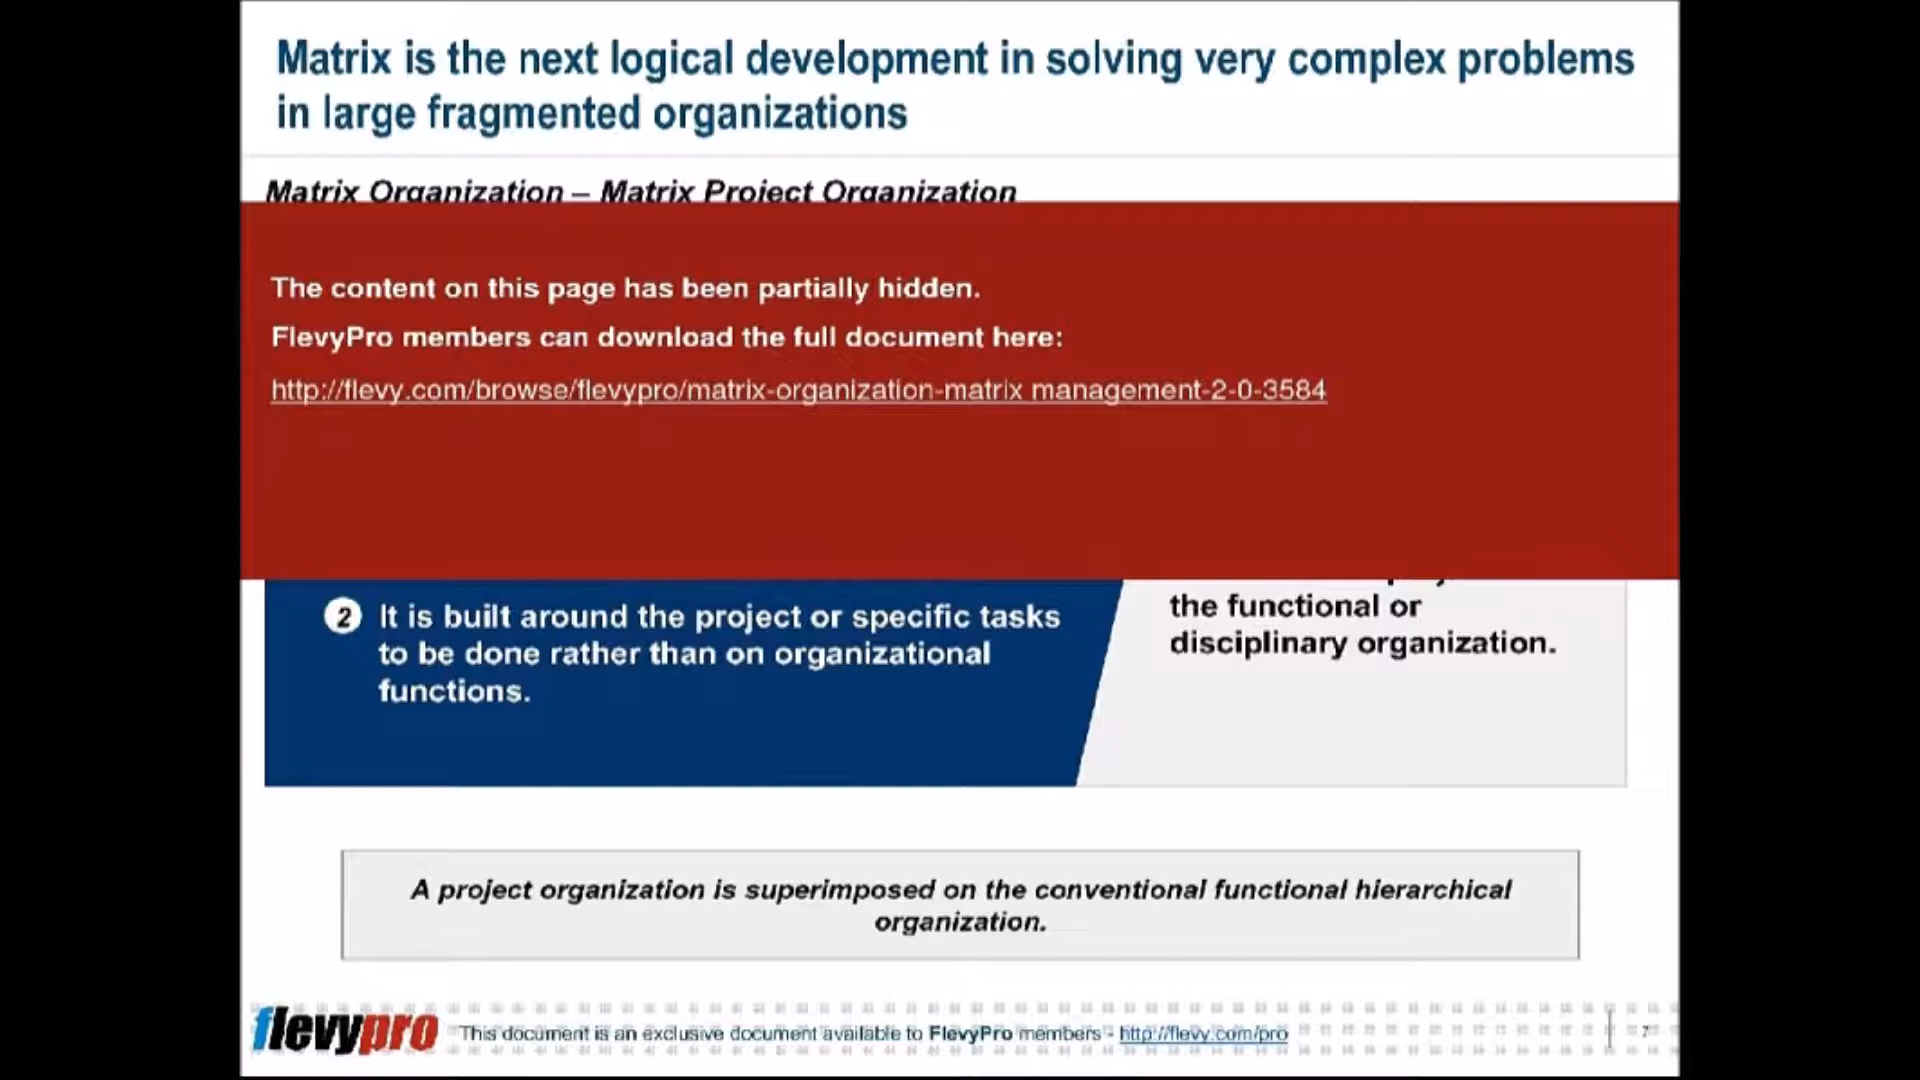 Matrix is the next logical development in solving very complex problems
in large fragmented organizations
Matrix Organization – Matrix Project Organization
The content on this page has been partially hidden.
FlevyPro members can download the full document here:
http://flevy.com/browse/flevypro/matrix-organization-matrix management-2-0-3584
2 It is built around the project or specific tasks
to be done rather than on organizational
functions.
the functional or
disciplinary organization.
A project organization is superimposed on the conventional functional hierarchical
organization.
flevypro This document is an exclusive document available to FlevyPro members - http://flevy.com/pro 7